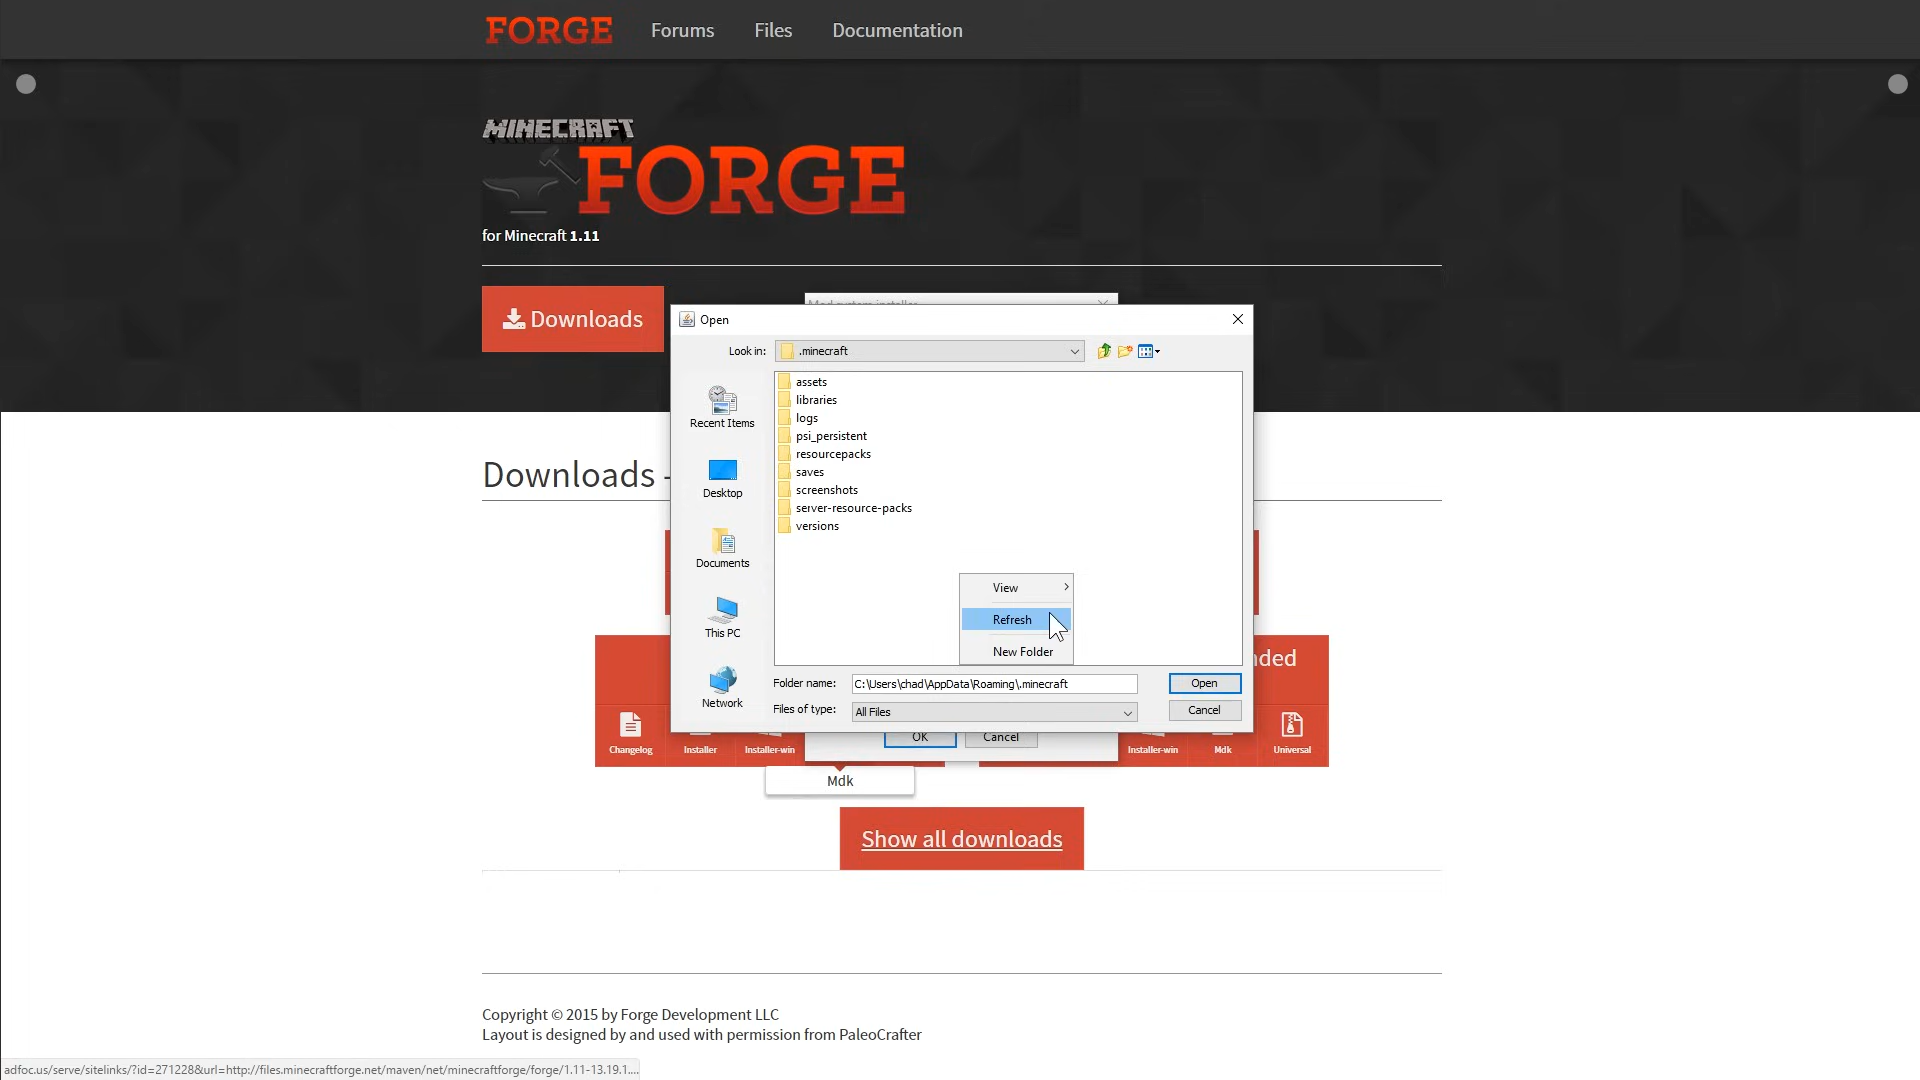 FORGE Forums Files Documentation
MINECRAFT
FORGE
for Minecraft 1.11
Downloads
Mod system installer
Open
Look in: .minecraft
assets
libraries
logs
psi_persistent
resourcepacks
saves
screenshots
server-resource-packs
versions
Recent Items
Desktop
Documents
This PC
Network
View
Refresh
New Folder
Folder name: C:\Users\chad\AppData\Roaming\.minecraft Open
Files of type: All Files Cancel
Downloads -
nded
Changelog Installer Installer-win OK Cancel Installer-win Mdk Universal
Mdk
Show all downloads
Copyright © 2015 by Forge Development LLC
Layout is designed by and used with permission from PaleoCrafter
adfoc.us/serve/sitelinks/?id=271228&url=http://files.minecraftforge.net/maven/net/minecraftforge/forge/1.11-13.19.1....